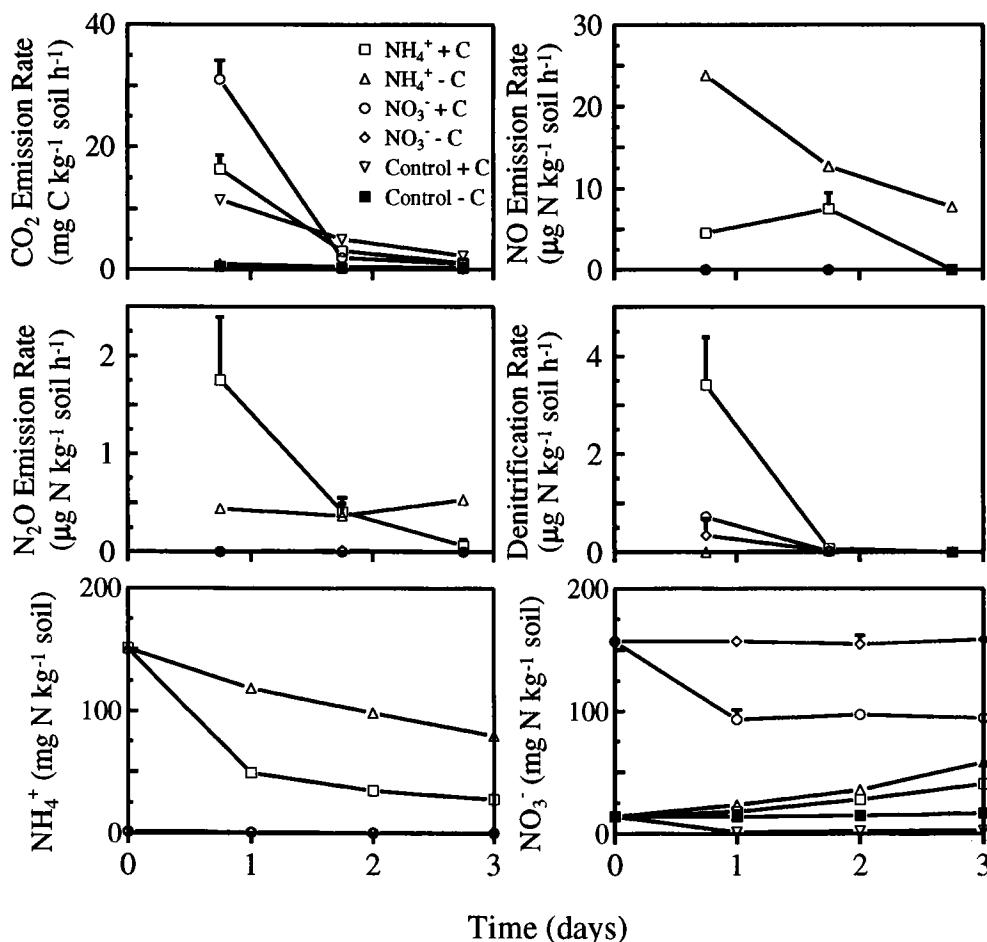 CO₂ Emission Rate
(mg C kg⁻¹ soil h⁻¹)
40
20
0
NH₄⁺ + C
NH₄⁺ - C
NO₃⁻ + C
NO₃⁻ - C
Control + C
Control - C
NO Emission Rate
(µg N kg⁻¹ soil h⁻¹)
30
20
10
0
N₂O Emission Rate
(µg N kg⁻¹ soil h⁻¹)
2
1
0
Denitrification Rate
(µg N kg⁻¹ soil h⁻¹)
4
2
0
NH₄⁺ (mg N kg⁻¹ soil)
200
100
0
0 1 2 3
NO₃⁻ (mg N kg⁻¹ soil)
200
100
0
0 1 2 3
Time (days)